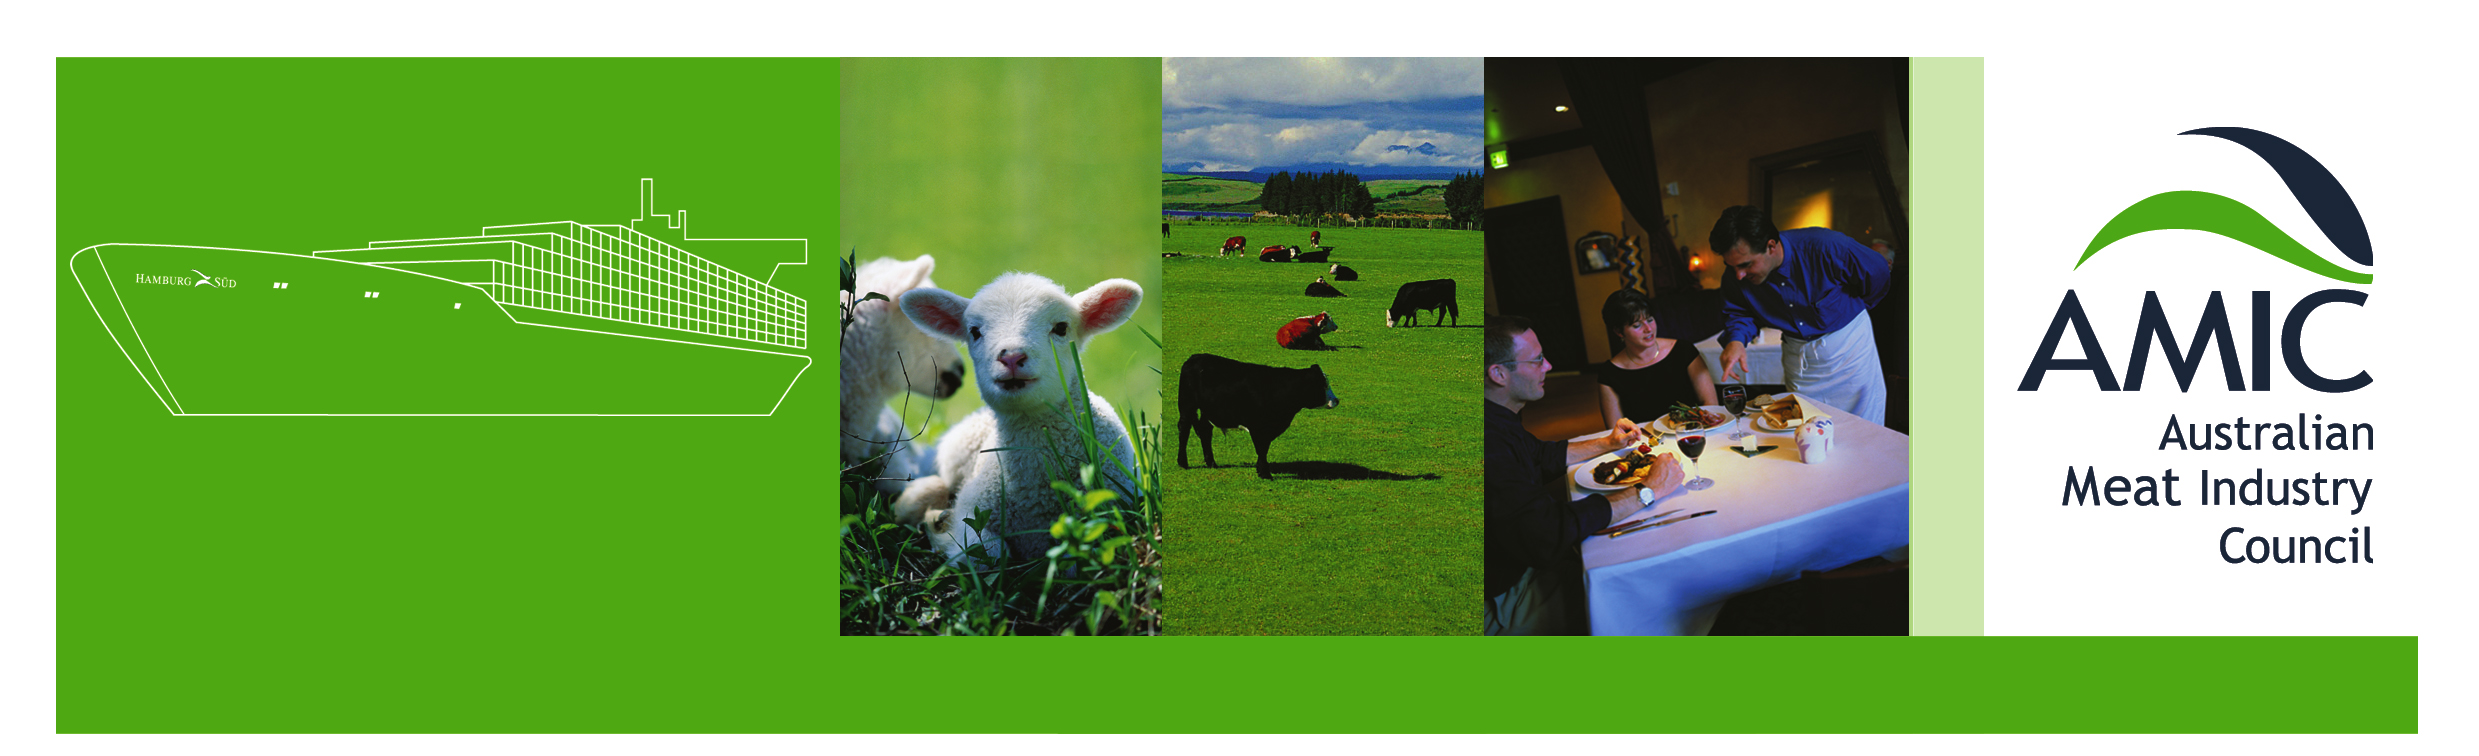 HAMBURG SÜD
AMIC
Australian
Meat Industry
Council